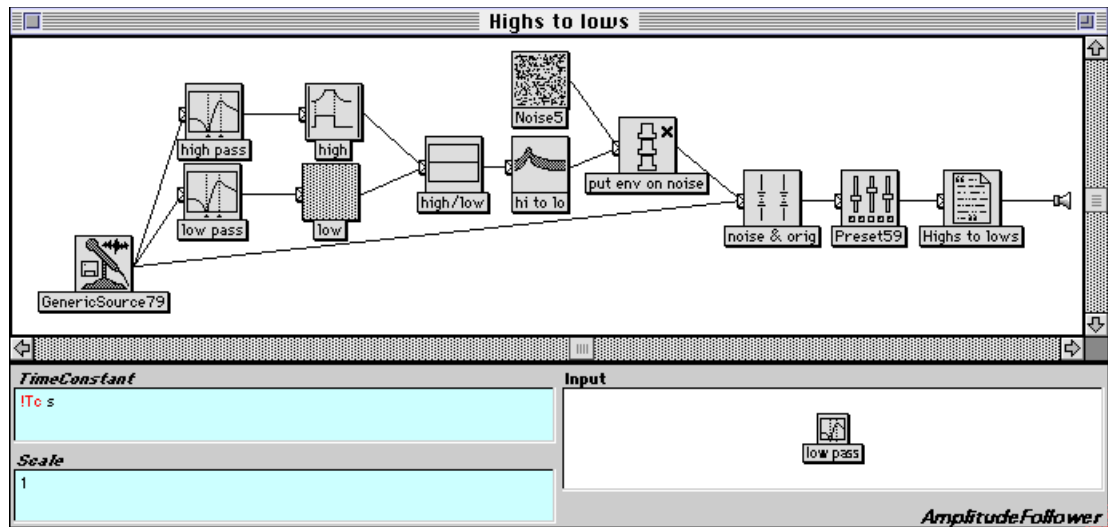 Highs to lows
Noise5
high pass
high
put env on noise
low pass
low
high/low
hi to lo
noise & orig
Preset59
Highs to lows
GenericSource79
TimeConstant
!Tc s
Scale
1
Input
low pass
AmplitudeFollower